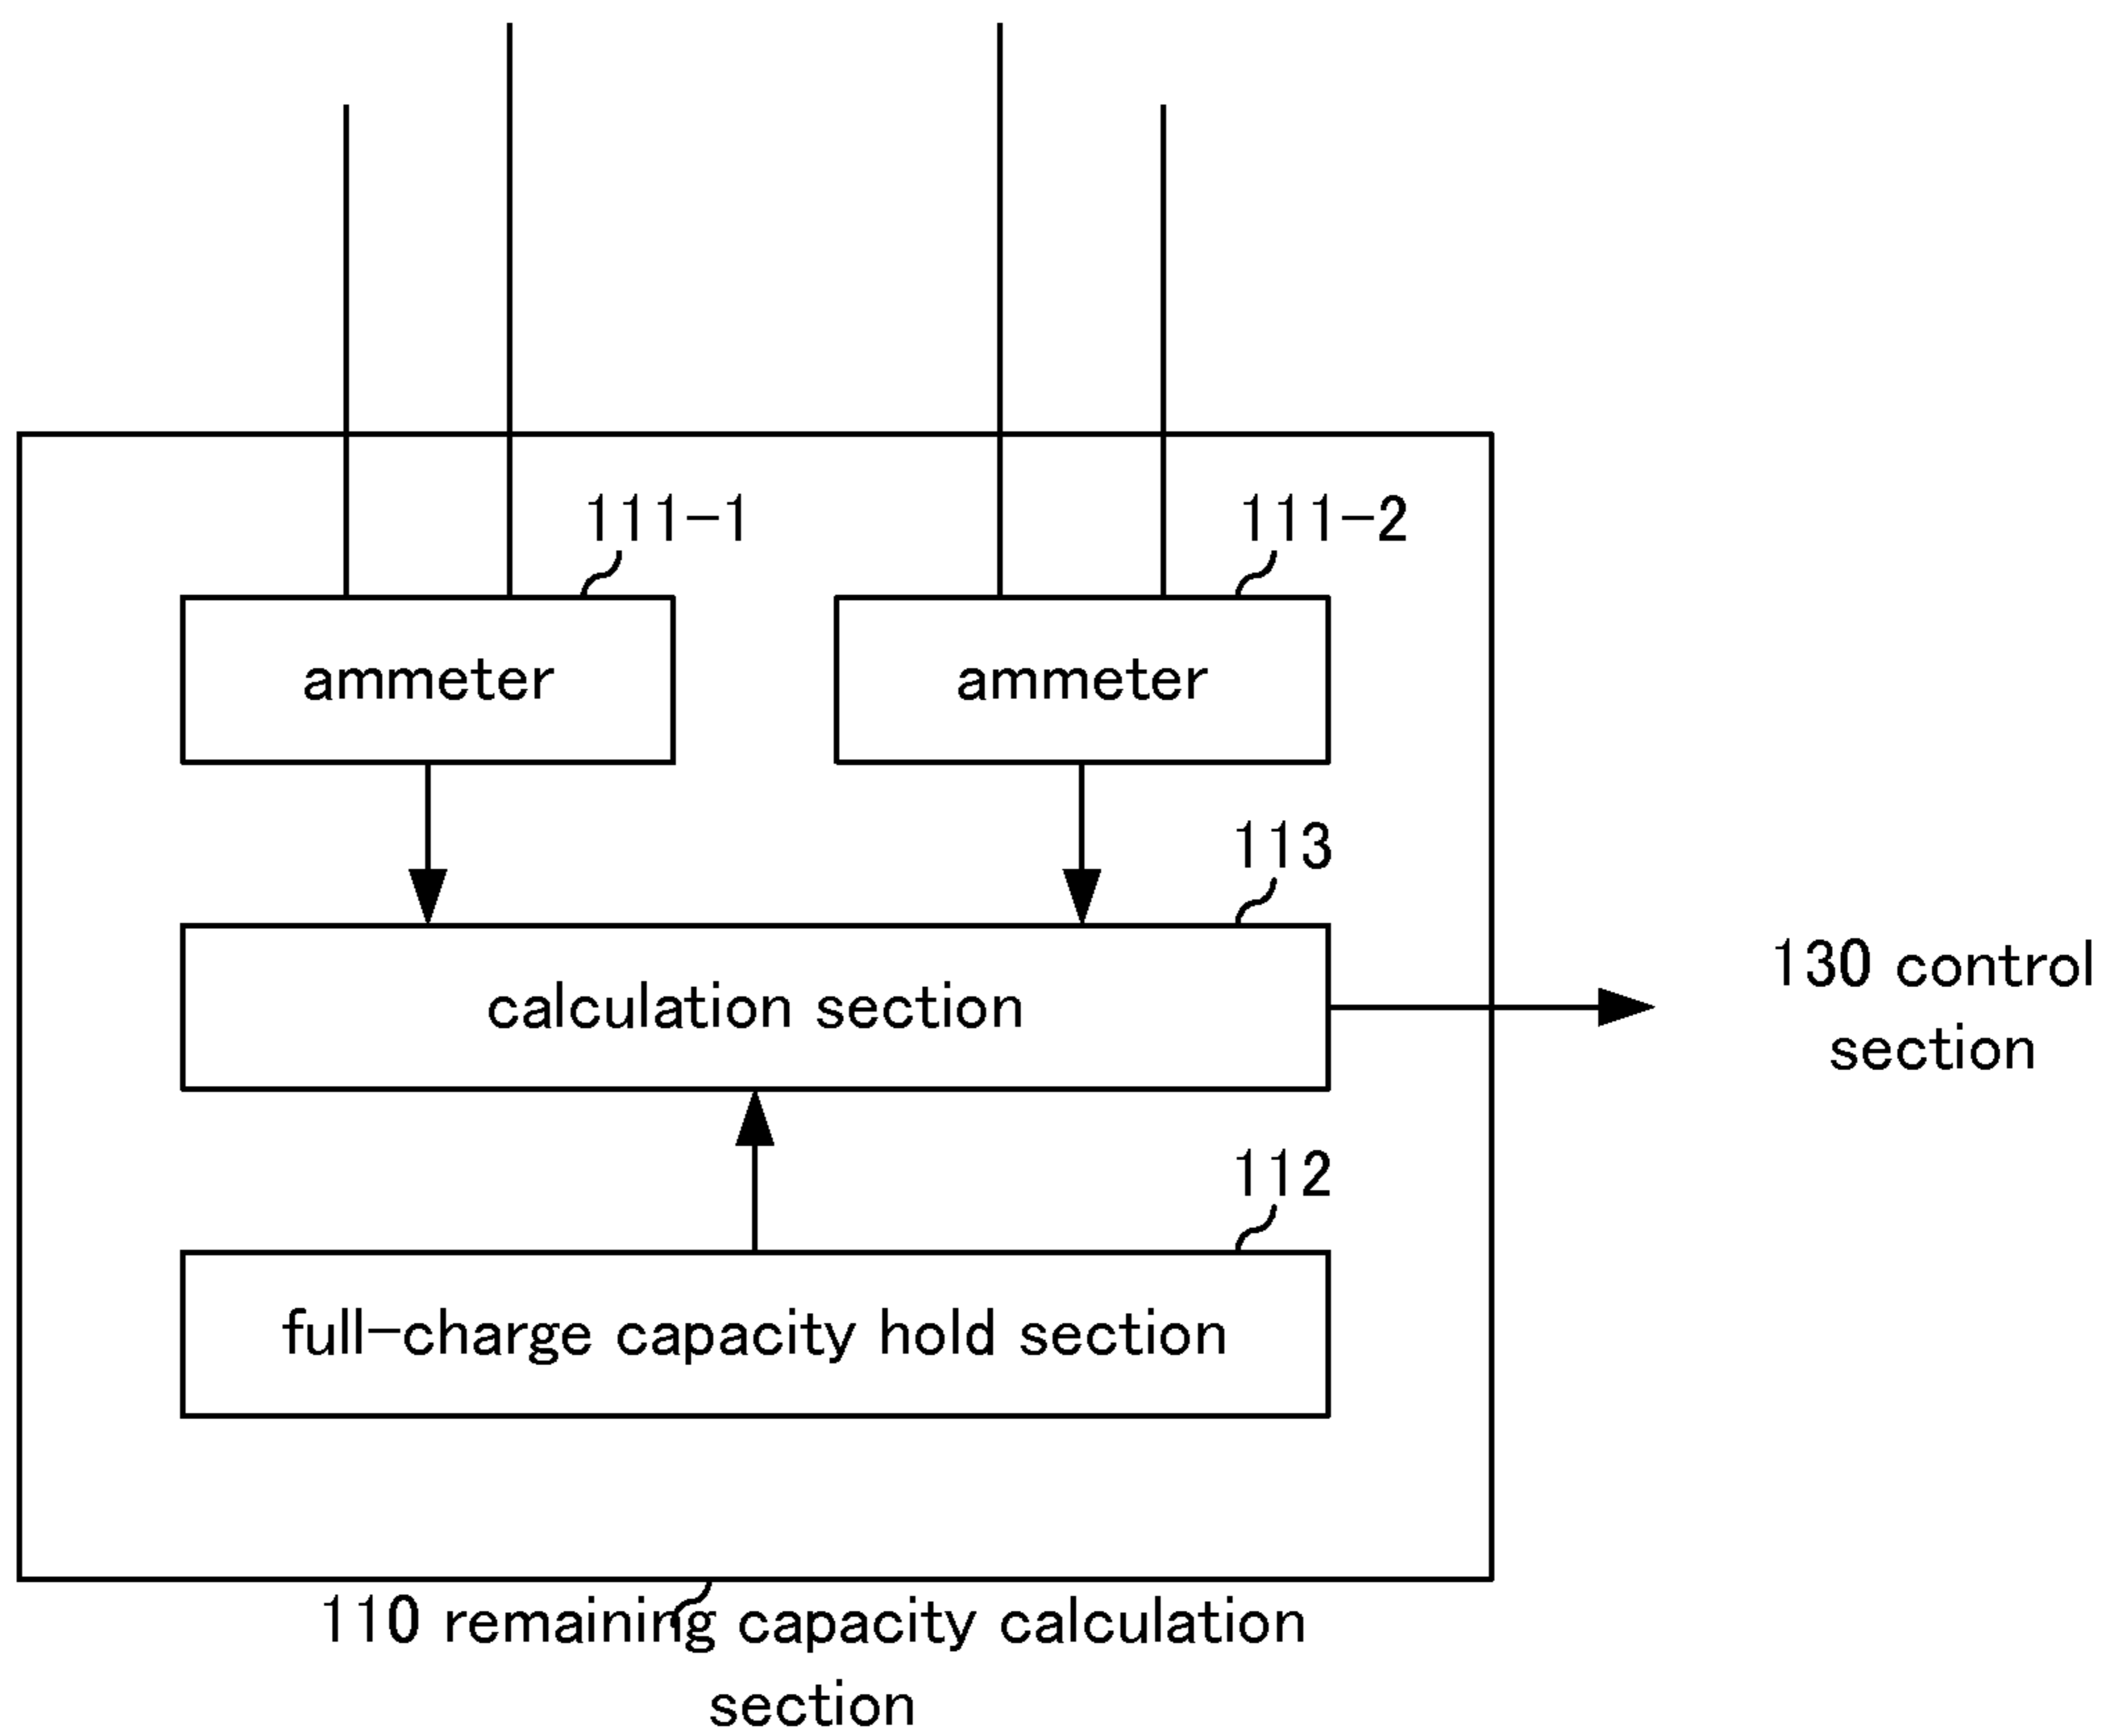 111-1
111-2
ammeter
ammeter
113
calculation section
130 control
section
112
full-charge capacity hold section
110 remaining capacity calculation
section